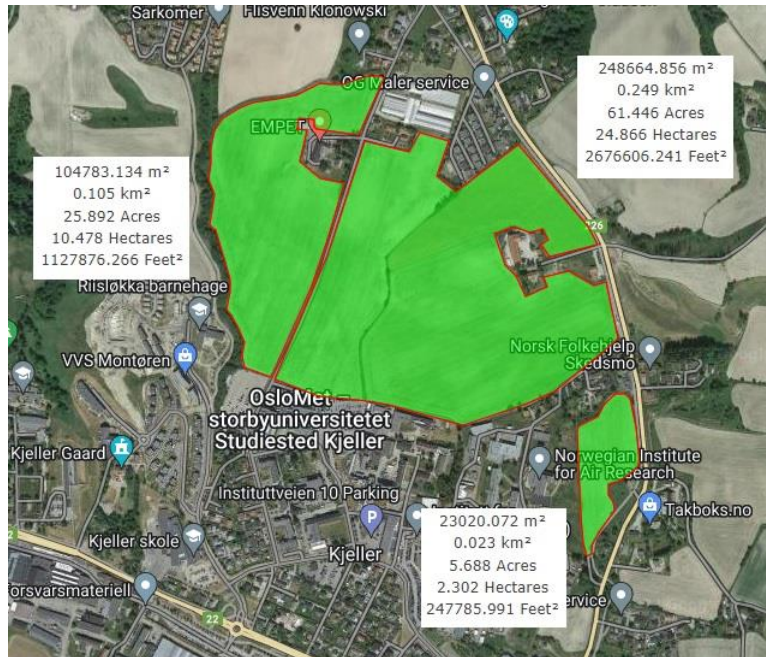 Sarkomer
Flisvenn Klonowski
OG Maler service
EMPET
248664.856 m²
0.249 km²
61.446 Acres
24.866 Hectares
2676606.241 Feet²
104783.134 m²
0.105 km²
25.892 Acres
10.478 Hectares
1127876.266 Feet²
226
Riisløkka barnehage
VVS Montøren
Norsk Folkehjelp
Skedsmo
OsloMet –
storbyuniversitetet
Studiested Kjeller
Kjeller Gaard
Norwegian Institute
for Air Research
Instituttveien 10 Parking
P
Takboks.no
Kjeller skole
Kjeller
23020.072 m²
0.023 km²
5.688 Acres
2.302 Hectares
247785.991 Feet²
Forsvarsmateriell
22